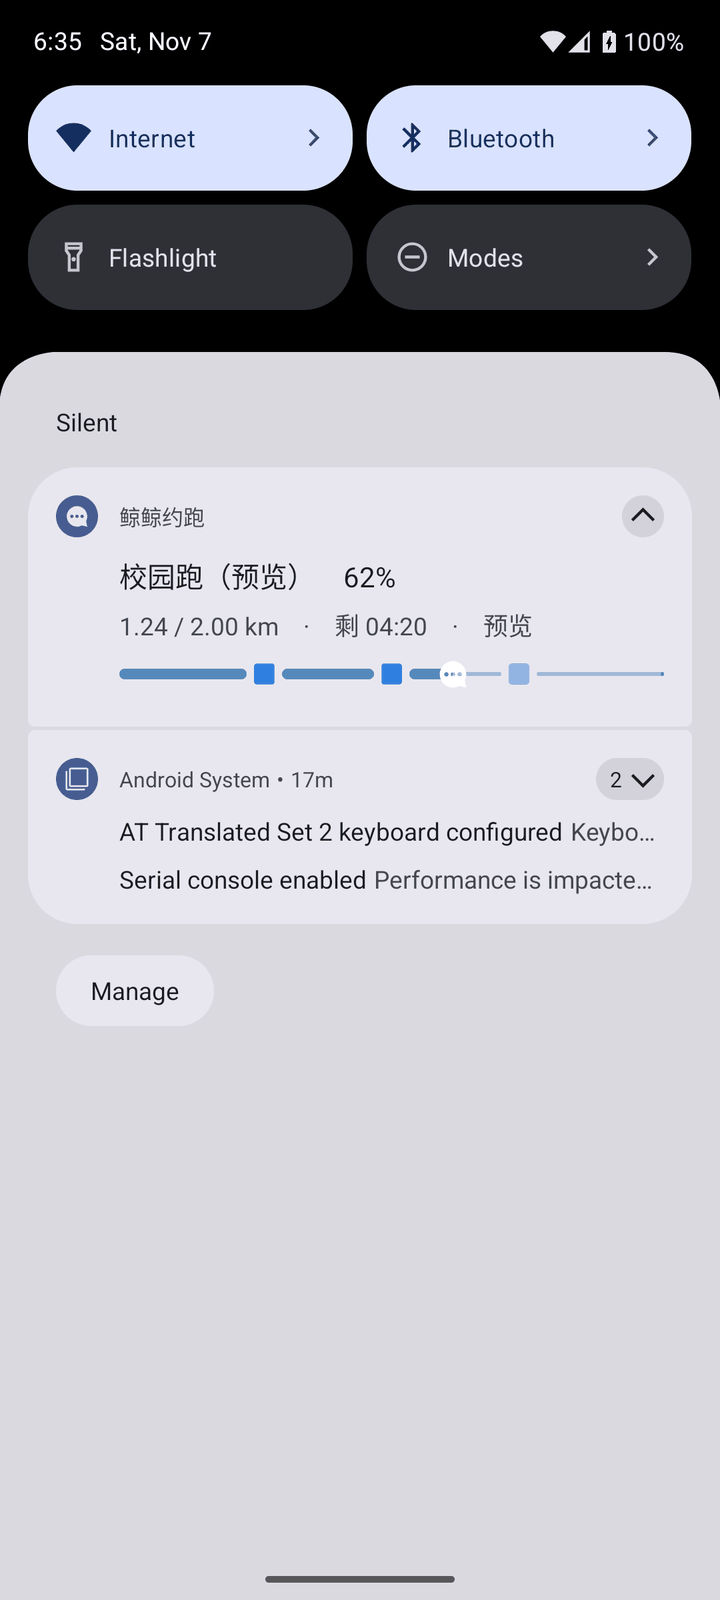 6:35 Sat, Nov 7 100%
Internet Bluetooth
Flashlight Modes
Silent
鲸鲸约跑
校园跑（预览） 62%
1.24 / 2.00 km · 剩 04:20 · 预览
Android System • 17m 2
AT Translated Set 2 keyboard configured Keybo...
Serial console enabled Performance is impacte...
Manage